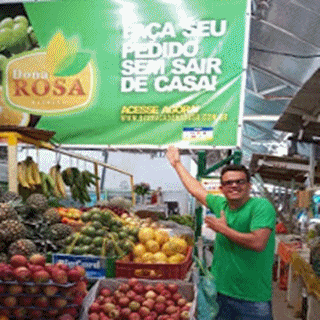 FAÇA SEU
PEDIDO
SEM SAIR
DE CASA!
Dona
ROSA
ACESSE AGORA!